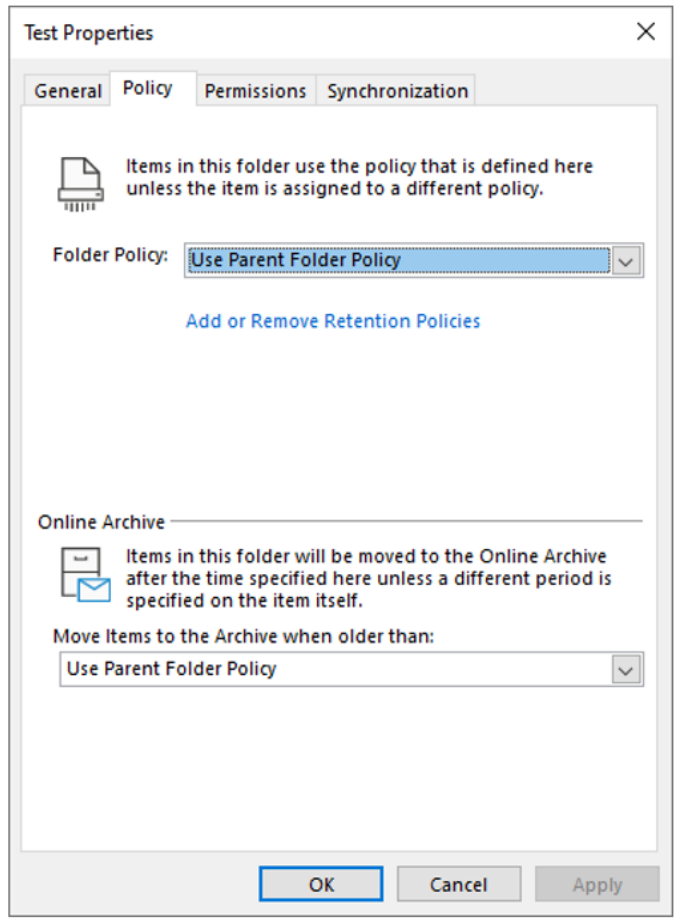 Test Properties
General Policy Permissions Synchronization
Items in this folder use the policy that is defined here
unless the item is assigned to a different policy.
Folder Policy: Use Parent Folder Policy
Add or Remove Retention Policies
Online Archive
Items in this folder will be moved to the Online Archive
after the time specified here unless a different period is
specified on the item itself.
Move Items to the Archive when older than:
Use Parent Folder Policy
OK Cancel Apply